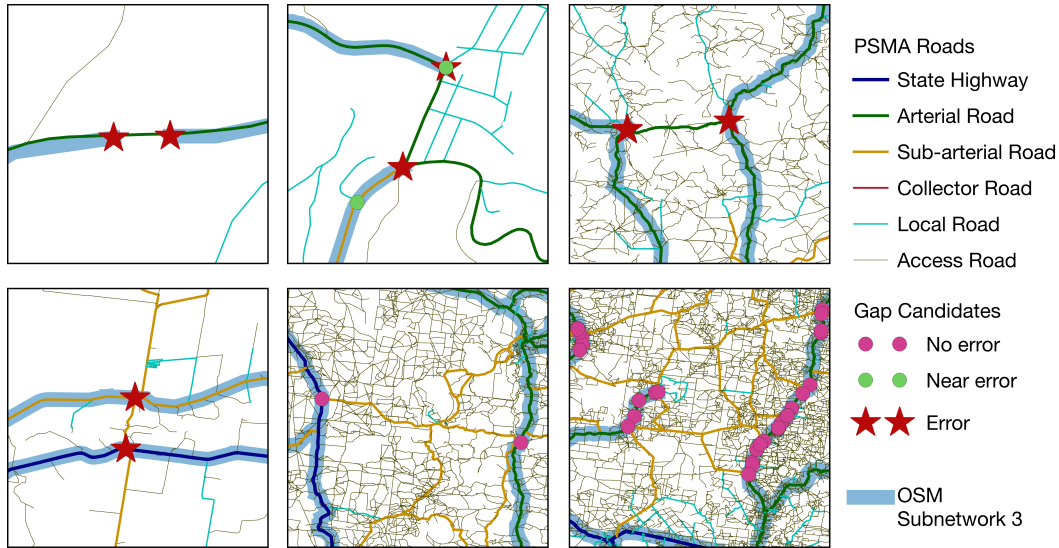 PSMA Roads
State Highway
Arterial Road
Sub-arterial Road
Collector Road
Local Road
Access Road
Gap Candidates
No error
Near error
Error
OSM
Subnetwork 3